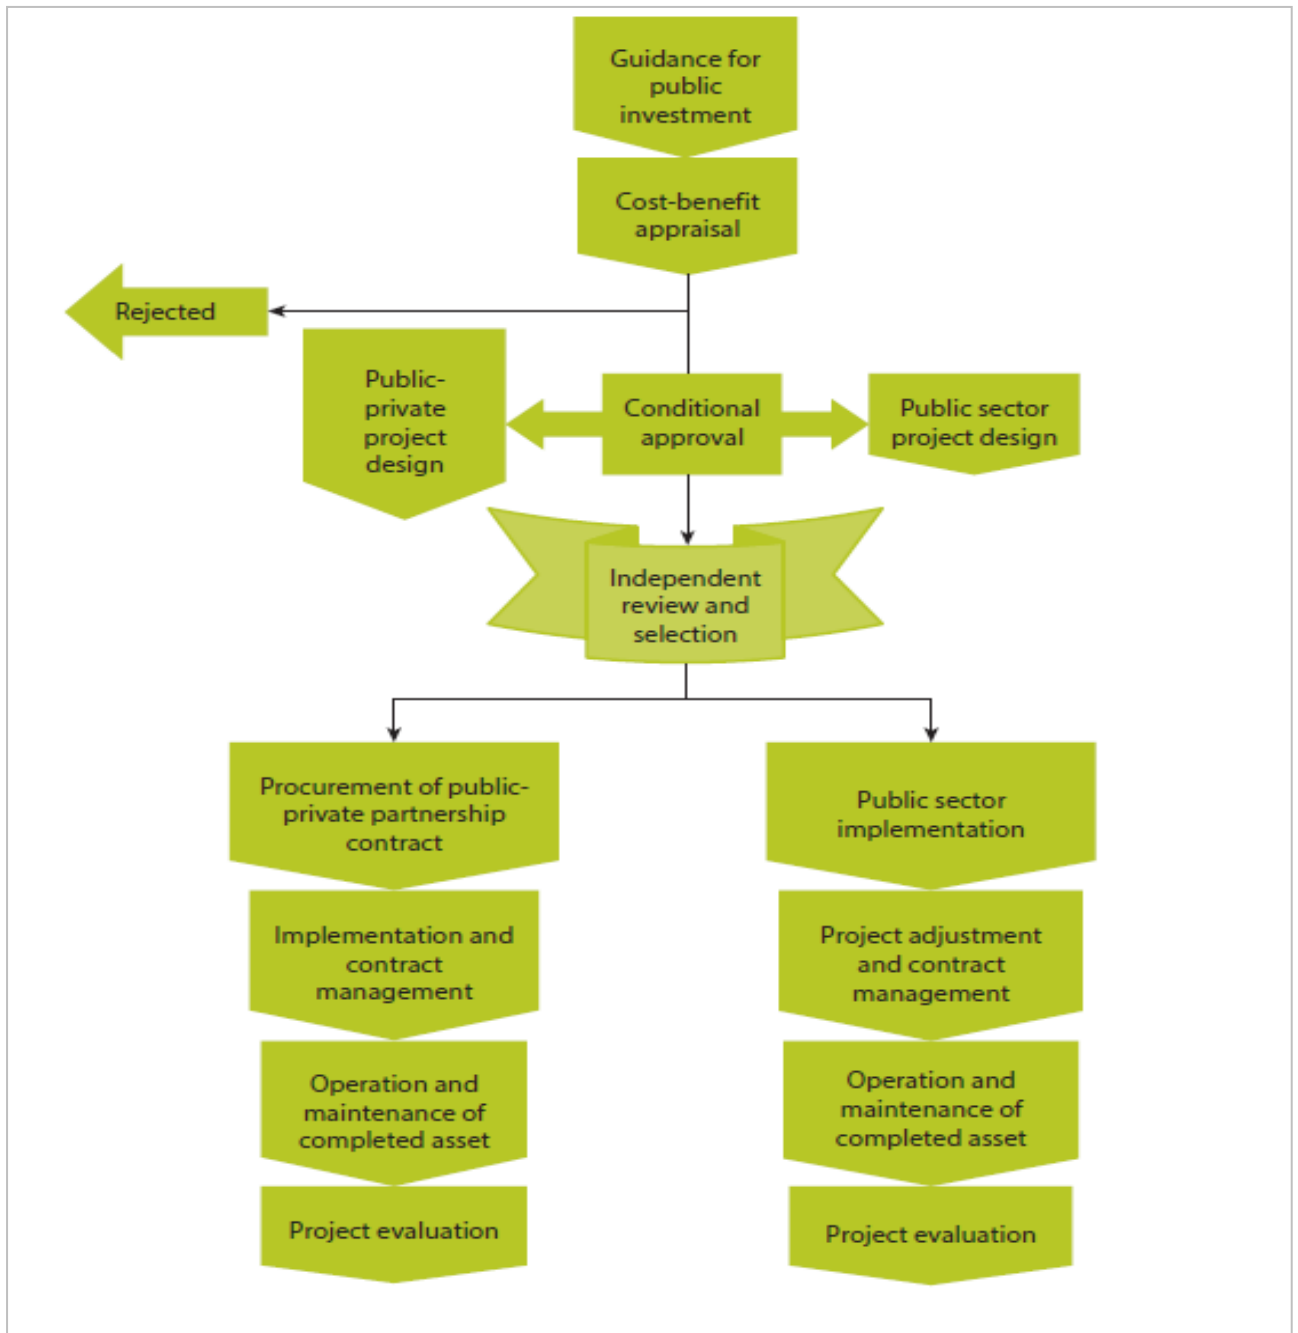 Guidance for
public
investment
Cost-benefit
appraisal
Rejected
Public-
private
project
design
Conditional
approval
Public sector
project design
Independent
review and
selection
Procurement of public-
private partnership
contract
Public sector
implementation
Implementation and
contract
management
Project adjustment
and contract
management
Operation and
maintenance of
completed asset
Operation and
maintenance of
completed asset
Project evaluation
Project evaluation